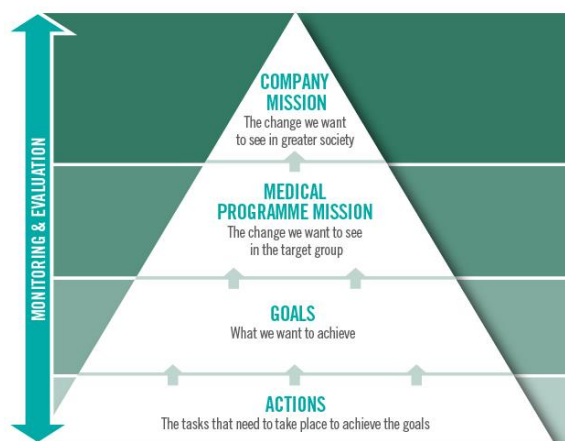 MONITORING & EVALUATION
COMPANY
MISSION
The change we want
to see in greater society
MEDICAL
PROGRAMME MISSION
The change we want to see
in the target group
GOALS
What we want to achieve
ACTIONS
The tasks that need to take place to achieve the goals